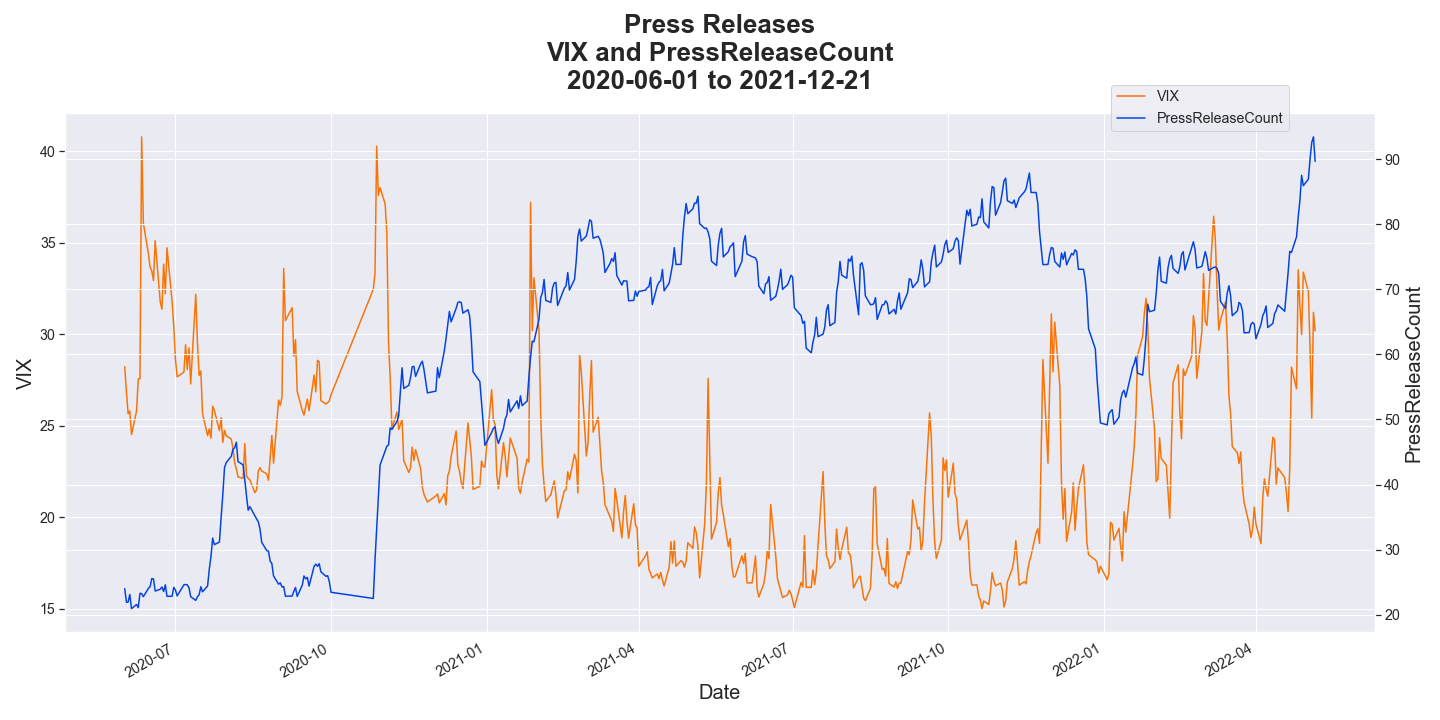 Press Releases
VIX and PressReleaseCount
2020-06-01 to 2021-12-21
VIX
PressReleaseCount
40
35
30
25
20
15
VIX
90
80
70
60
50
40
30
20
PressReleaseCount
2020-07
2020-10
2021-01
2021-04
2021-07
2021-10
2022-01
2022-04
Date